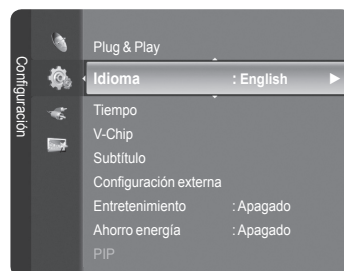 Configuración
Plug & Play
Idioma : English
Tiempo
V-Chip
Subtítulo
Configuración externa
Entretenimiento : Apagado
Ahorro energía : Apagado
PIP